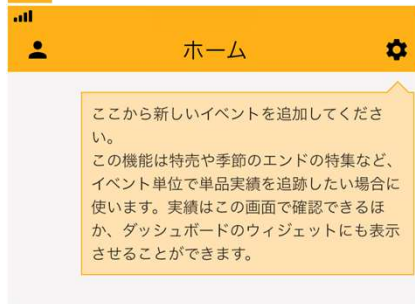 ホーム
ここから新しいイベントを追加してくださ
い。
この機能は特売や季節のエンドの特集など、
イベント単位で単品実績を追跡したい場合に
使います。実績はこの画面で確認できるほ
か、ダッシュボードのウィジェットにも表示
させることができます。